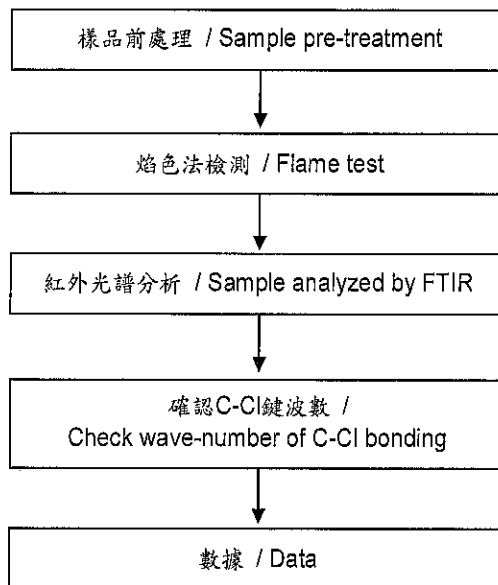 樣品前處理 / Sample pre-treatment
焰色法檢測 / Flame test
紅外光譜分析 / Sample analyzed by FTIR
確認C-Cl鍵波數 /
Check wave-number of C-Cl bonding
數據 / Data